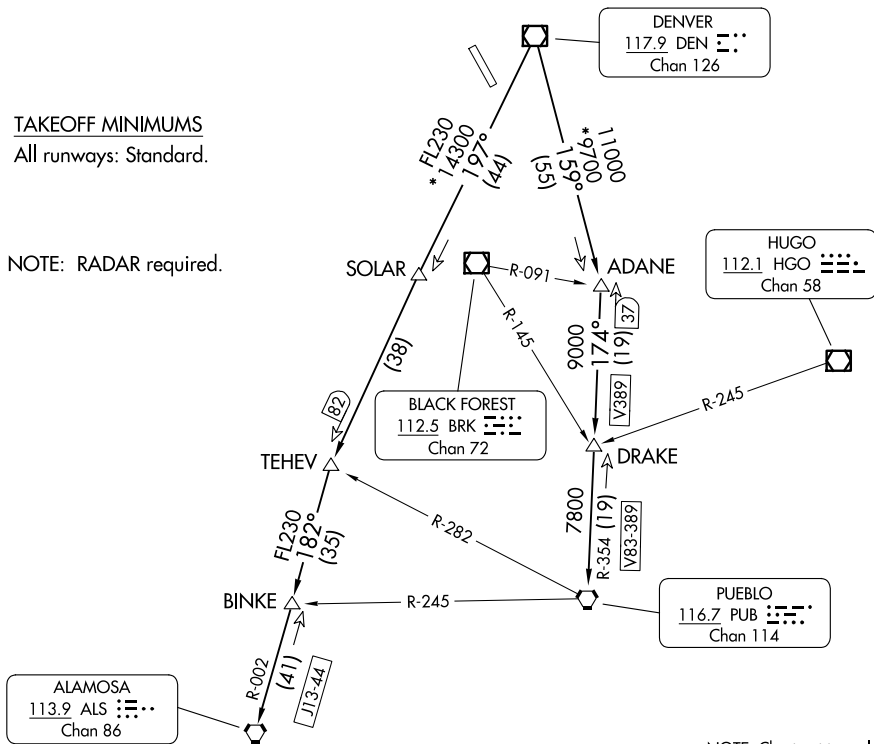 DENVER
117.9 DEN
Chan 126
TAKEOFF MINIMUMS
All runways: Standard.
NOTE: RADAR required.
FL230
*14300
197°
(44)
11000
*9700
159°
(55)
HUGO
112.1 HGO
Chan 58
SOLAR
R-091
ADANE
37
R-145
9000
174°
(19)
V389
R-245
(38)
82
BLACK FOREST
112.5 BRK
Chan 72
TEHEV
DRAKE
R-282
7800
R-354 (19)
V83-389
FL230
182°
(35)
BINKE
R-245
PUEBLO
116.7 PUB
Chan 114
R-002
(41)
J13-44
ALAMOSA
113.9 ALS
Chan 86